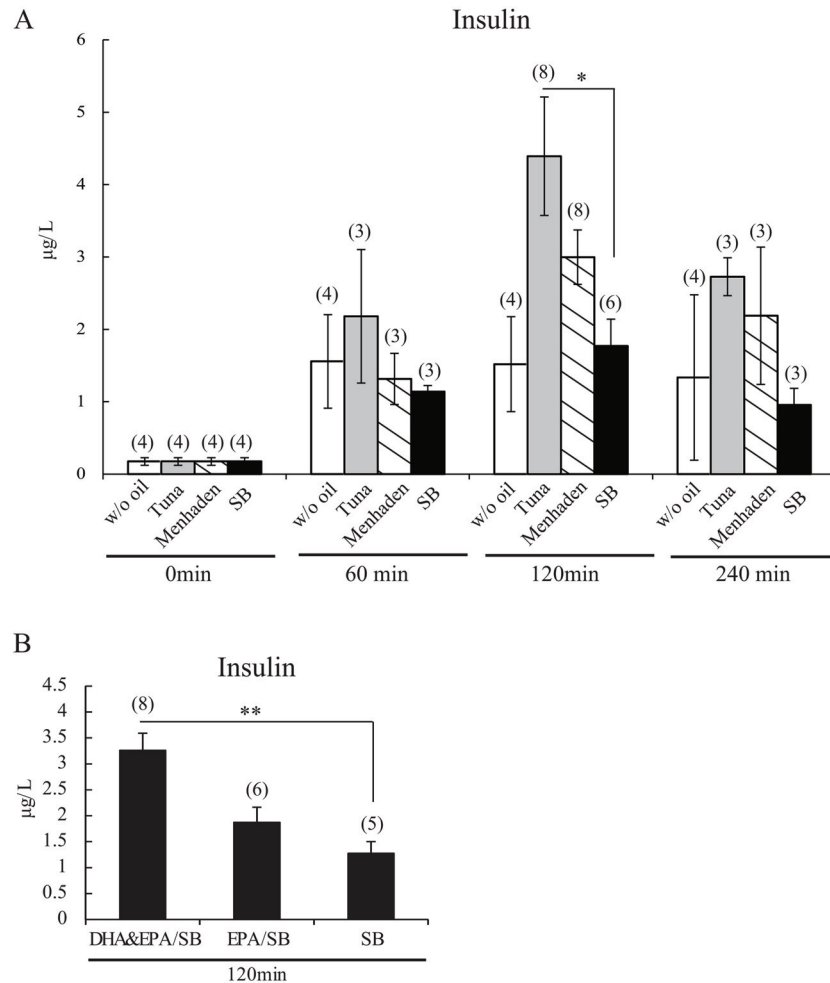 A
Insulin
6
5
4
3
2
1
0
µg/L
(4) (4) (4) (4)
(4) (3) (3) (3)
(4) (8) (8) (6)
*
(4) (3) (3) (3)
w/o oil Tuna Menhaden SB
w/o oil Tuna Menhaden SB
w/o oil Tuna Menhaden SB
w/o oil Tuna Menhaden SB
0min 60 min 120min 240 min
B
Insulin
4.5
4
3.5
3
2.5
2
1.5
1
0.5
0
µg/L
(8) (6) (5)
**
DHA&EPA/SB EPA/SB SB
120min